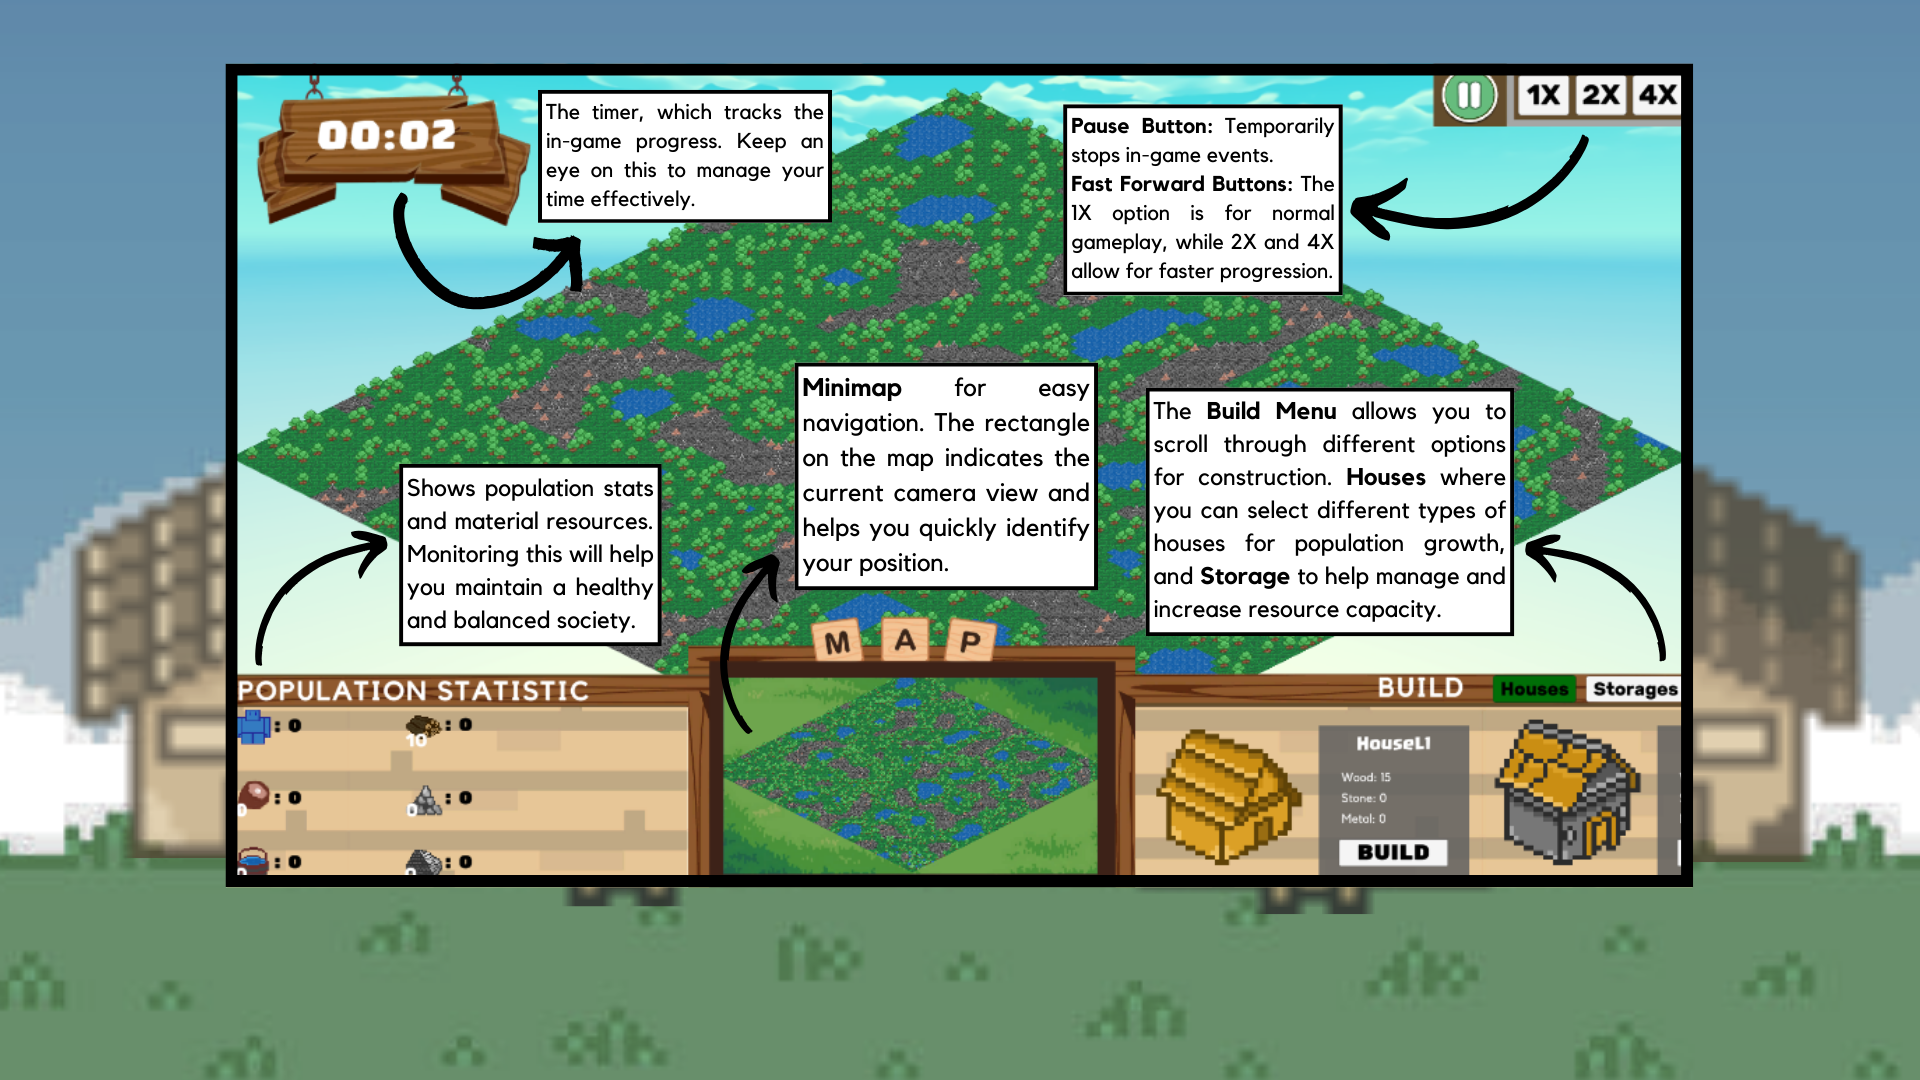 00:02
The timer, which tracks the
in-game progress. Keep an
eye on this to manage your
time effectively.
Pause Button: Temporarily
stops in-game events.
Fast Forward Buttons: The
1X option is for normal
gameplay, while 2X and 4X
allow for faster progression.
1X 2X 4X
Minimap for easy
navigation. The rectangle
on the map indicates the
current camera view and
helps you quickly identify
your position.
The Build Menu allows you to
scroll through different options
for construction. Houses where
you can select different types of
houses for population growth,
and Storage to help manage and
increase resource capacity.
Shows population stats
and material resources.
Monitoring this will help
you maintain a healthy
and balanced society.
MAP
POPULATION STATISTIC
: 0
10
: 0
0
: 0
0
: 0
: 0
: 0
BUILD Houses Storages
HouseL1
Wood: 15
Stone: 0
Metal: 0
BUILD